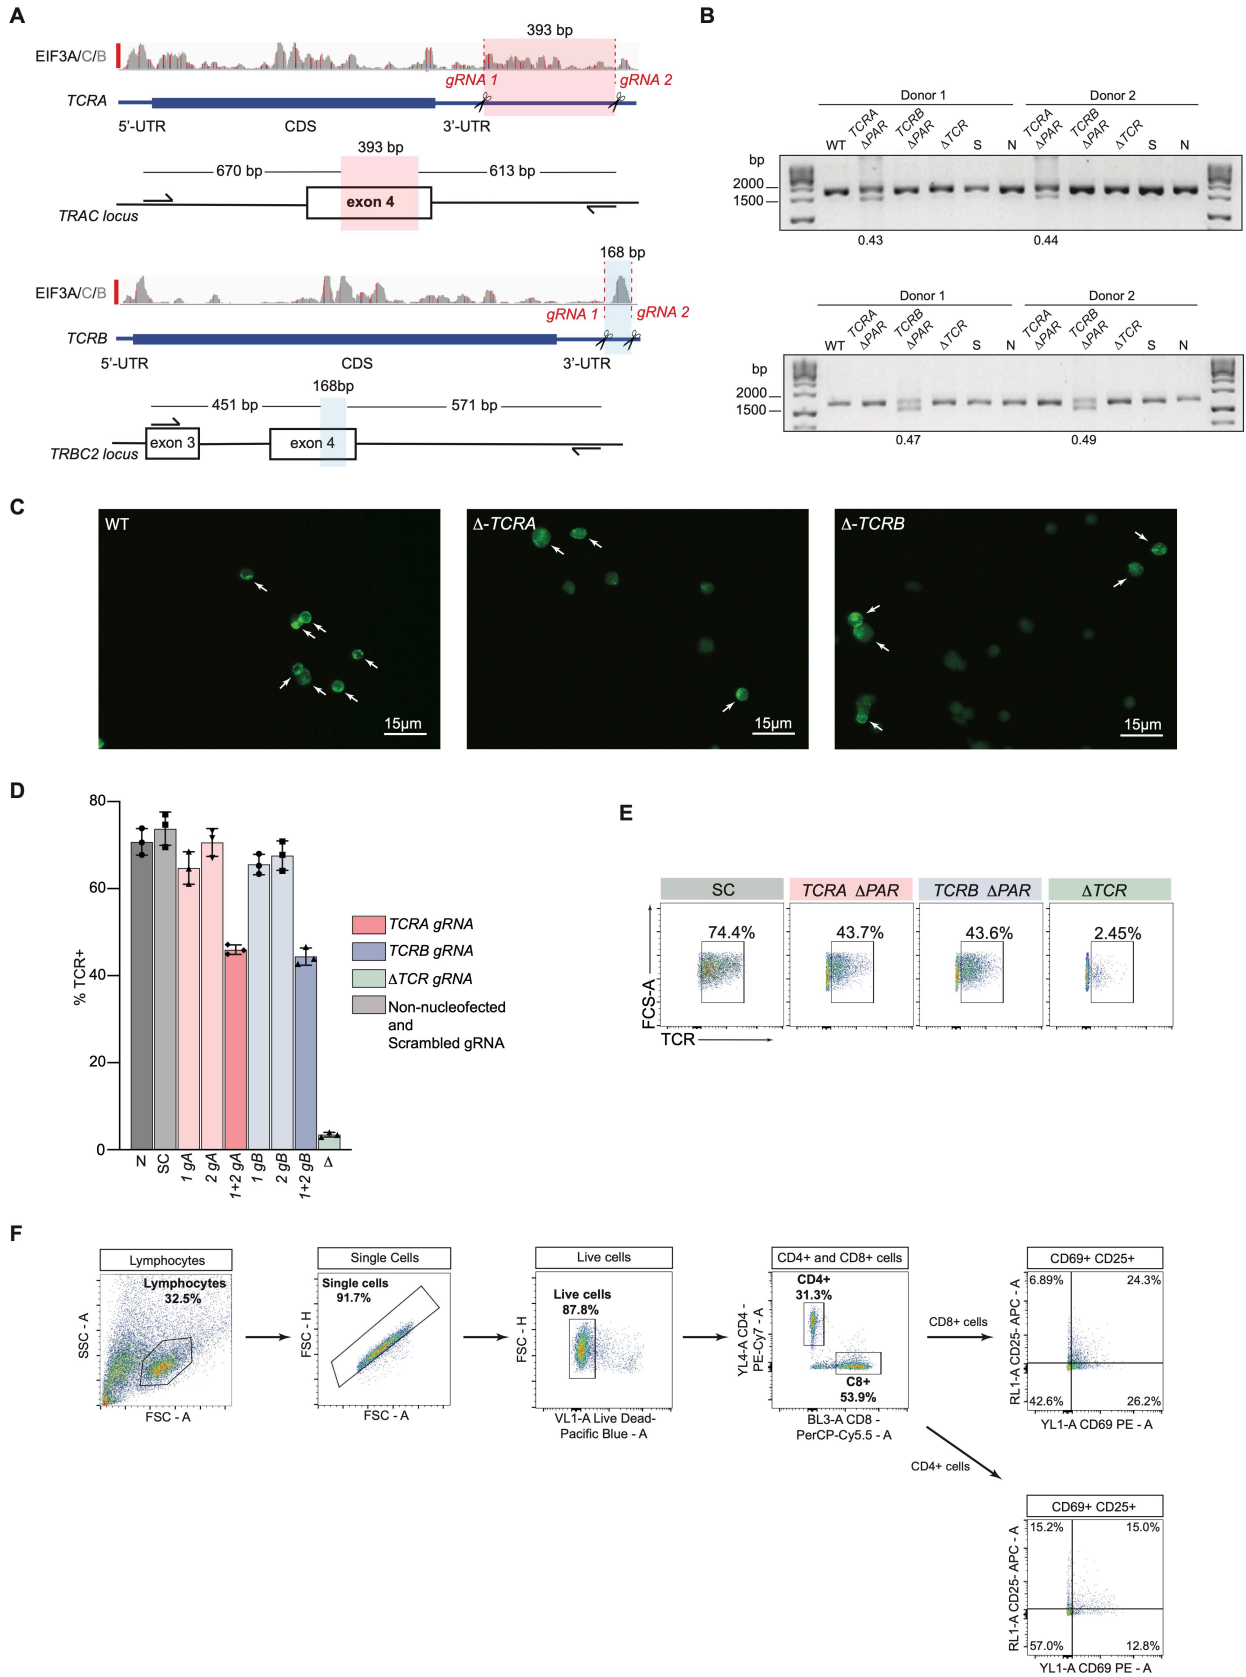 A
393 bp
EIF3A/C/B
gRNA 1
gRNA 2
TCRA
5'-UTR
CDS
3'-UTR
393 bp
670 bp
613 bp
exon 4
TRAC locus
168 bp
EIF3A/C/B
gRNA 1
gRNA 2
TCRB
5'-UTR
CDS
3'-UTR
168bp
451 bp
571 bp
exon 3
exon 4
TRBC2 locus
B
Donor 1
Donor 2
WT
TCRA ΔPAR
TCRB ΔPAR
ΔTCR
S
N
TCRA ΔPAR
TCRB ΔPAR
ΔTCR
S
N
bp
2000
1500
0.43
0.44
Donor 1
Donor 2
WT
TCRA ΔPAR
TCRB ΔPAR
ΔTCR
S
N
TCRA ΔPAR
TCRB ΔPAR
ΔTCR
S
N
bp
2000
1500
0.47
0.49
C
WT
15µm
Δ-TCRA
15µm
Δ-TCRB
15µm
D
% TCR+
80
60
40
20
0
N
SC
1 gA
2 gA
1+2 gA
1 gB
2 gB
1+2 gB
Δ
TCRA gRNA
TCRB gRNA
ΔTCR gRNA
Non-nucleofected
and
Scrambled gRNA
E
SC
TCRA ΔPAR
TCRB ΔPAR
ΔTCR
74.4%
43.7%
43.6%
2.45%
FCS-A
TCR
F
Lymphocytes
Lymphocytes
32.5%
SSC - A
FSC - A
Single Cells
Single cells
91.7%
FSC - H
FSC - A
Live cells
Live cells
87.8%
FSC - H
VL1-A Live Dead-
Pacific Blue - A
CD4+ and CD8+ cells
CD4+
31.3%
C8+
53.9%
YL4-A CD4 -
PE-Cy7 - A
BL3-A CD8 -
PerCP-Cy5.5 - A
CD8+ cells
CD4+ cells
CD69+ CD25+
6.89%
24.3%
42.6%
26.2%
RL1-A CD25- APC - A
YL1-A CD69 PE - A
CD69+ CD25+
15.2%
15.0%
57.0%
12.8%
RL1-A CD25- APC - A
YL1-A CD69 PE - A